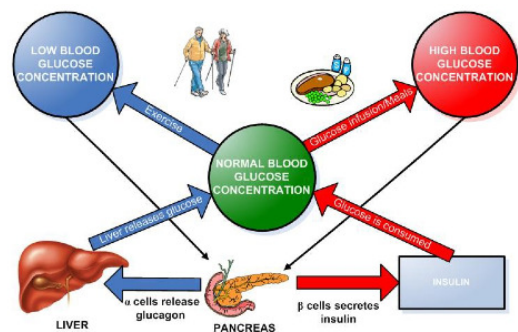 LOW BLOOD
GLUCOSE
CONCENTRATION
HIGH BLOOD
GLUCOSE
CONCENTRATION
Exercise
Glucose infusion/Meals
NORMAL BLOOD
GLUCOSE
CONCENTRATION
Liver releases glucose
Glucose is consumed
α cells release
glucagon
β cells secretes
insulin
INSULIN
LIVER
PANCREAS